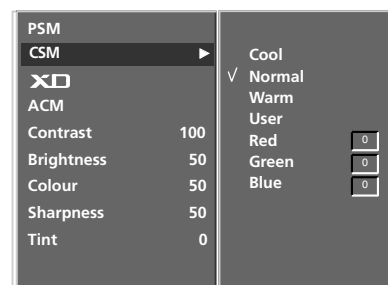 PSM
CSM ▶
XD
ACM
Contrast 100
Brightness 50
Colour 50
Sharpness 50
Tint 0
Cool
√ Normal
Warm
User
Red 0
Green 0
Blue 0